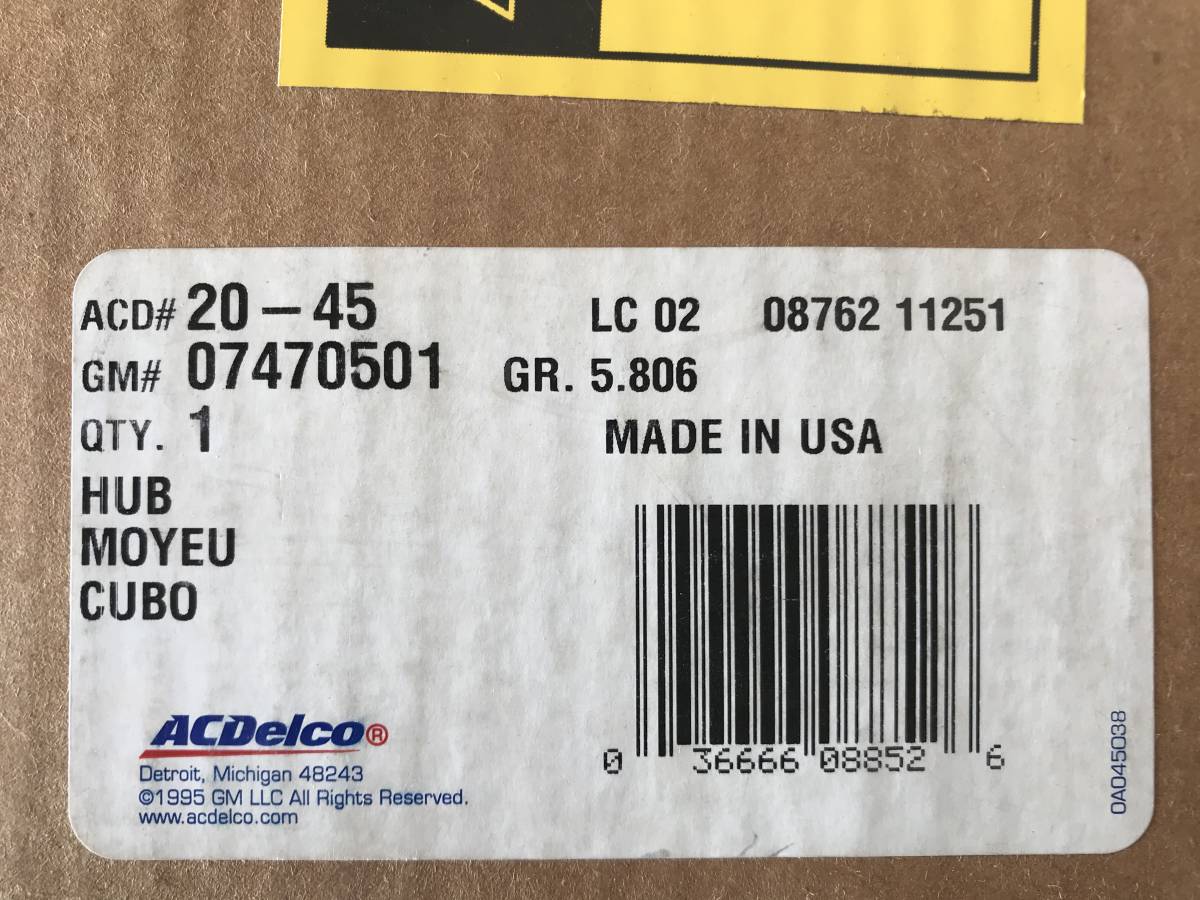 ACD# 20-45 LC 02 08762 11251
GM# 07470501 GR. 5.806
QTY. 1 MADE IN USA
HUB
MOYEU
CUBO
0 36666 08852 6
ACDelco®
Detroit, Michigan 48243
©1995 GM LLC All Rights Reserved.
www.acdelco.com
0A045038